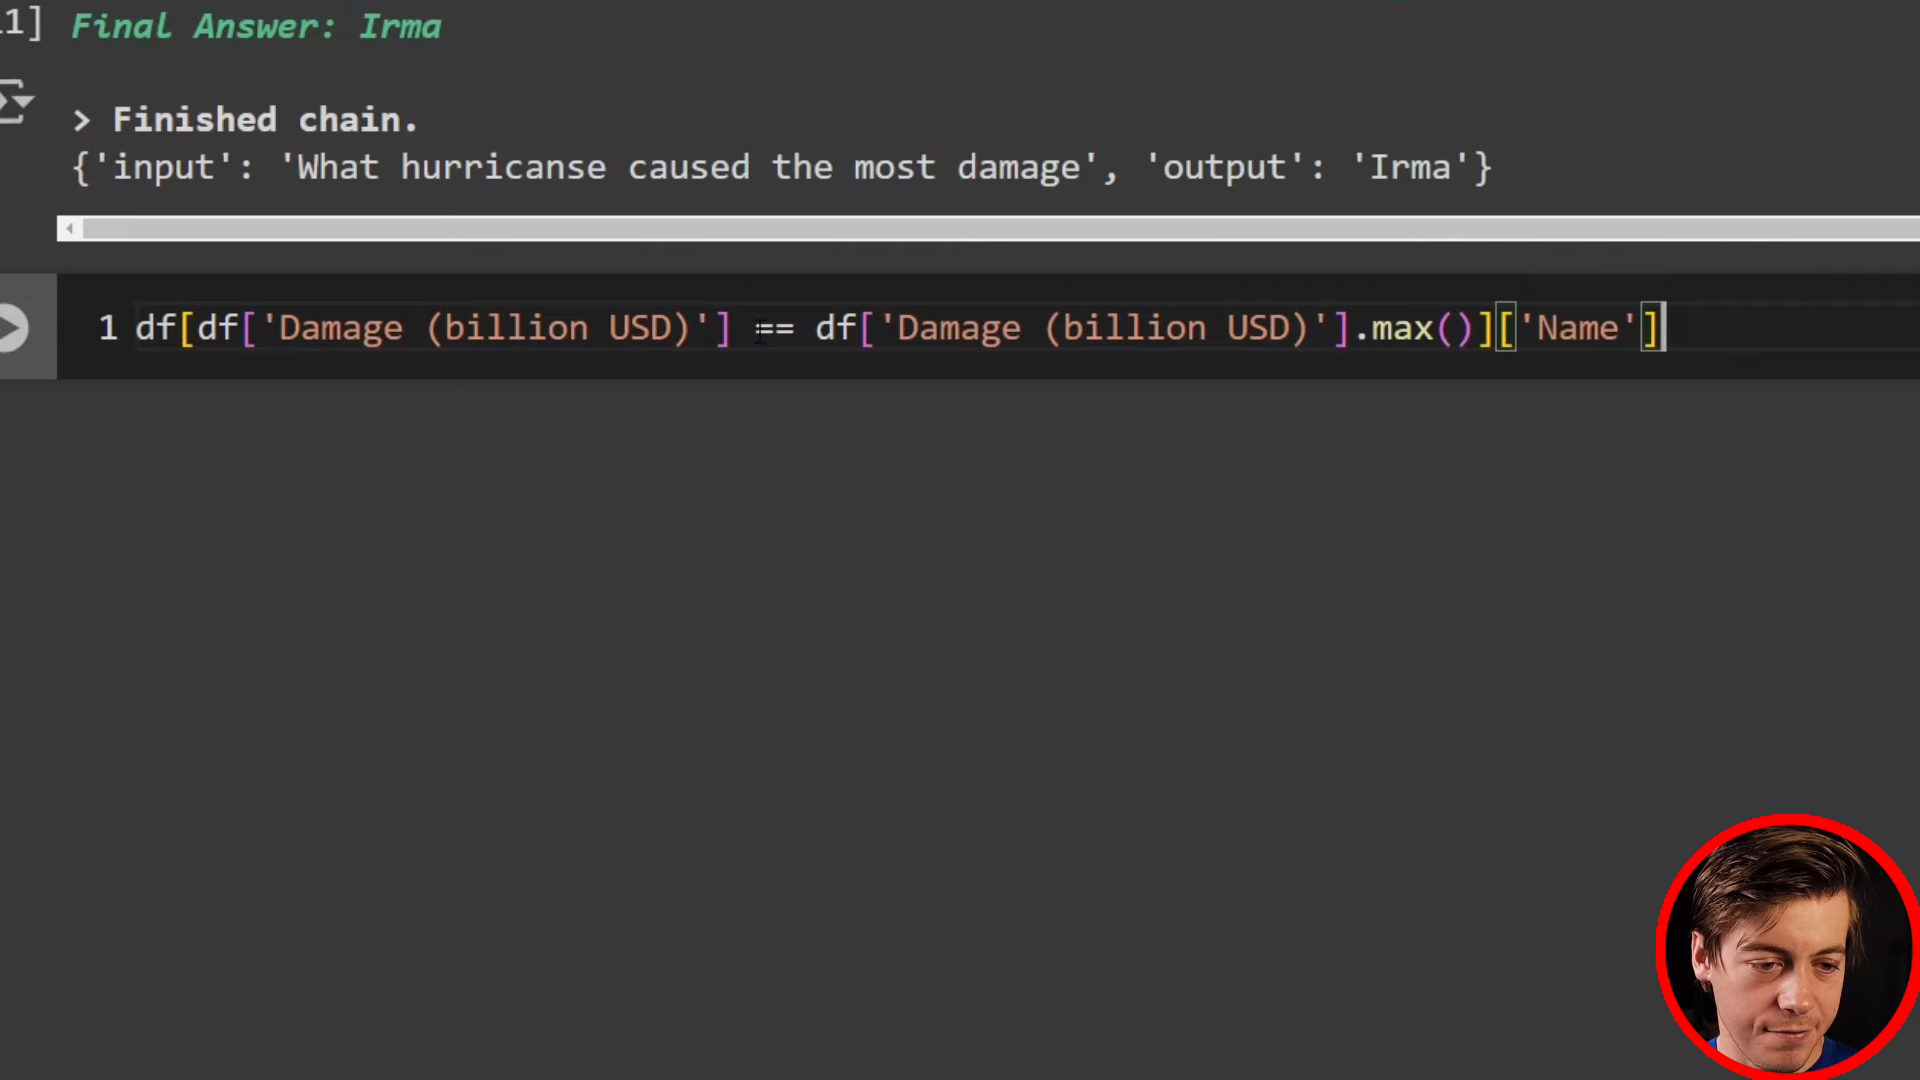 11] Final Answer: Irma
> Finished chain.
{'input': 'What hurricanse caused the most damage', 'output': 'Irma'}
1 df[df['Damage (billion USD)'] == df['Damage (billion USD)'].max()]['Name']